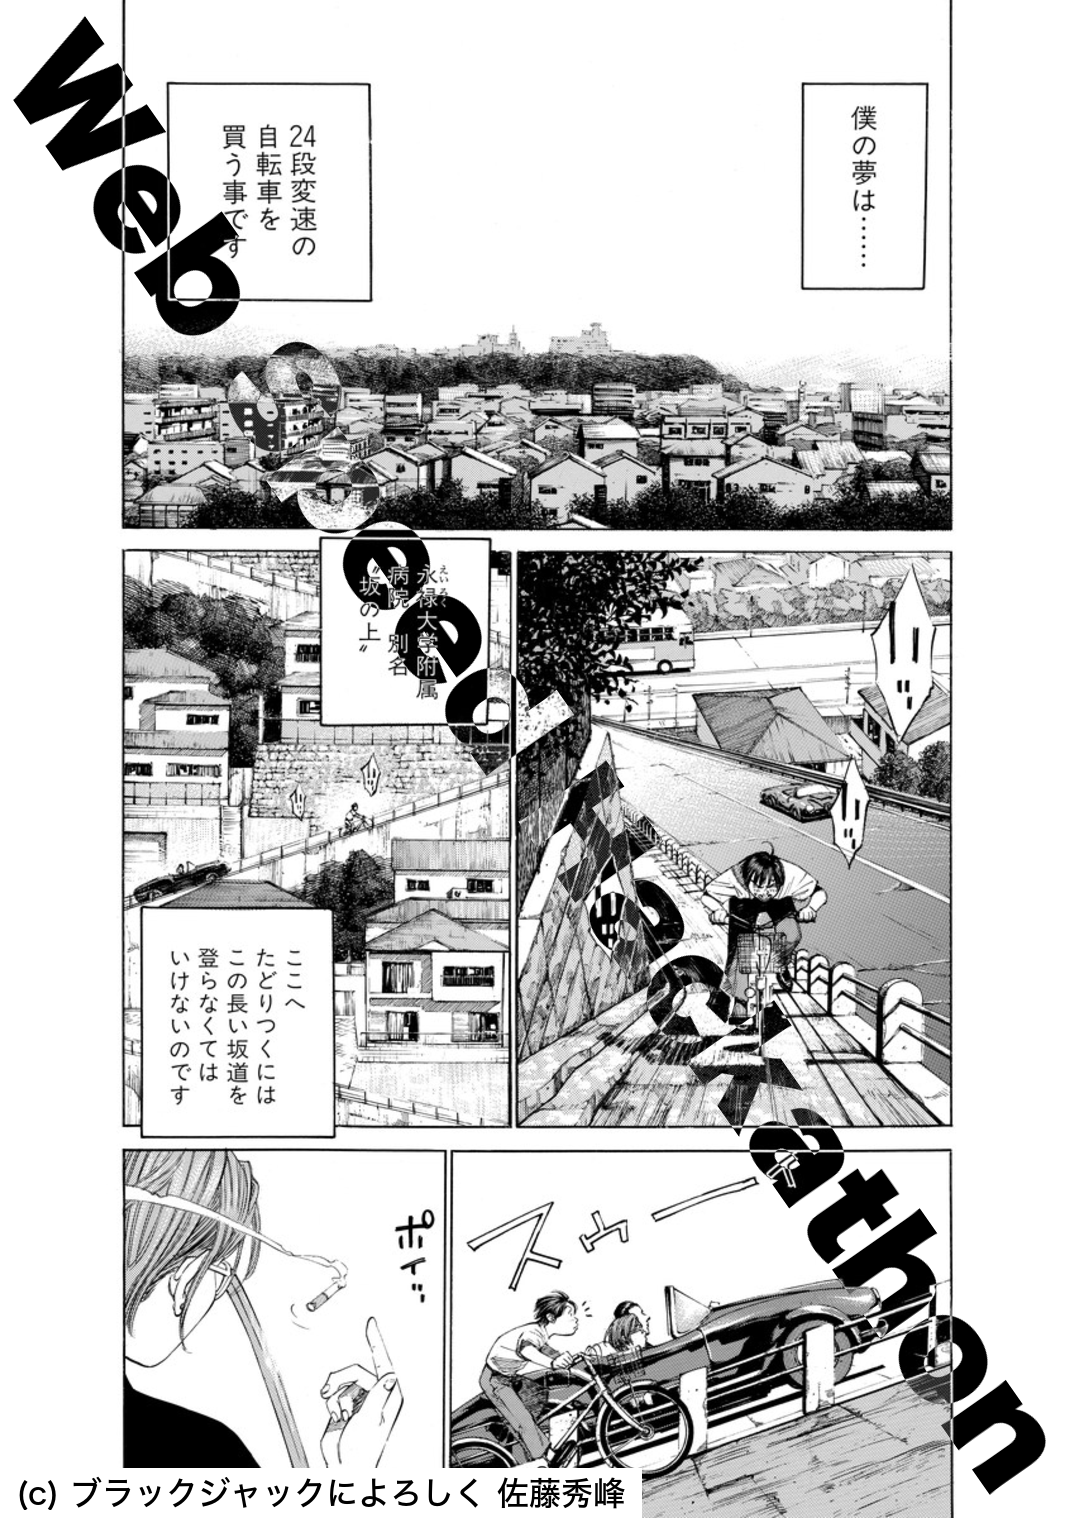 僕の夢は……
24段変速の
自転車を
買う事です
Web Speed Hackathon
永禄大学附属
えいろく
病院 別名
〝坂の上〟
ここへ
たどりつくには
この長い坂道を
登らなくては
いけないのです
スゥー
ポイッ
(c) ブラックジャックによろしく 佐藤秀峰